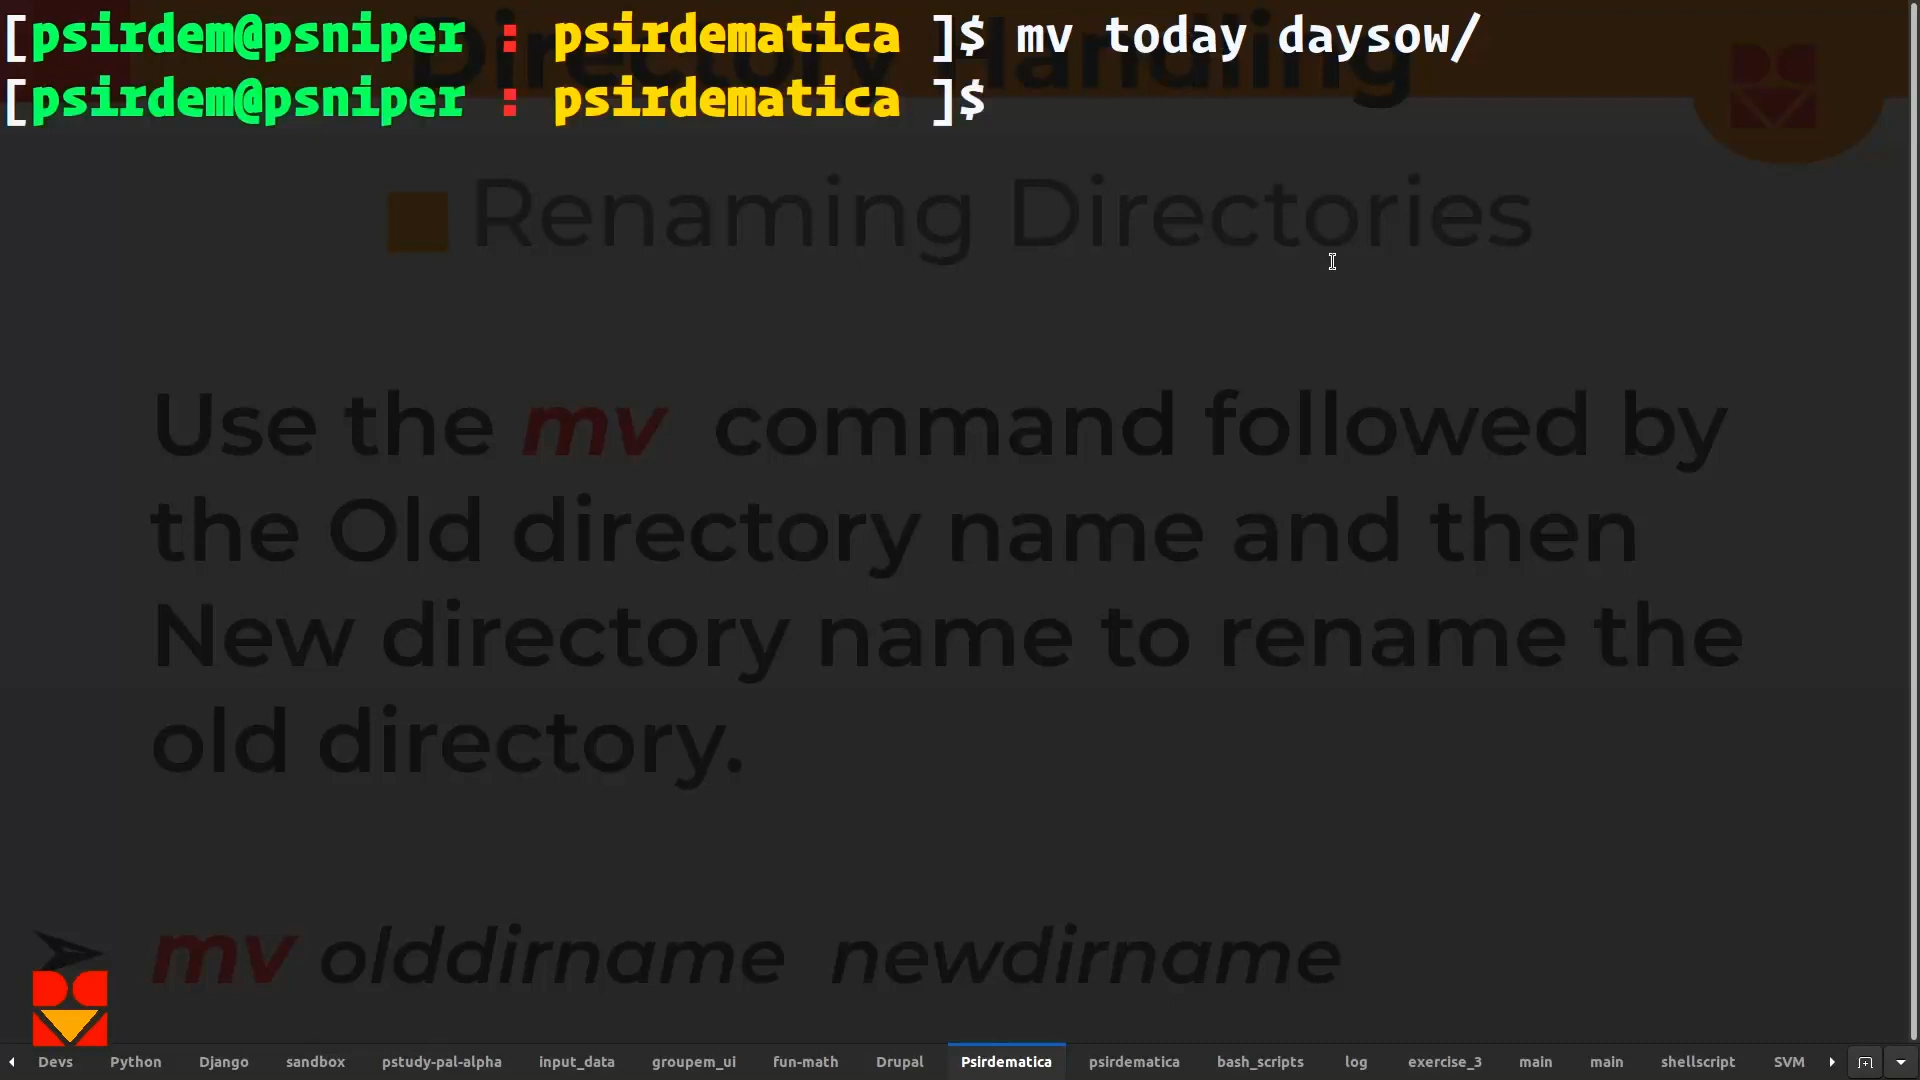 [psirdem@psniper : psirdematica ]$ mv today daysow/
[psirdem@psniper : psirdematica ]$
Directory Handling
Renaming Directories
Use the mv command followed by
the Old directory name and then
New directory name to rename the
old directory.
mv olddirname newdirname
Devs Python Django sandbox pstudy-pal-alpha input_data groupem_ui fun-math Drupal Psirdematica psirdematica bash_scripts log exercise_3 main main shellscript SVM